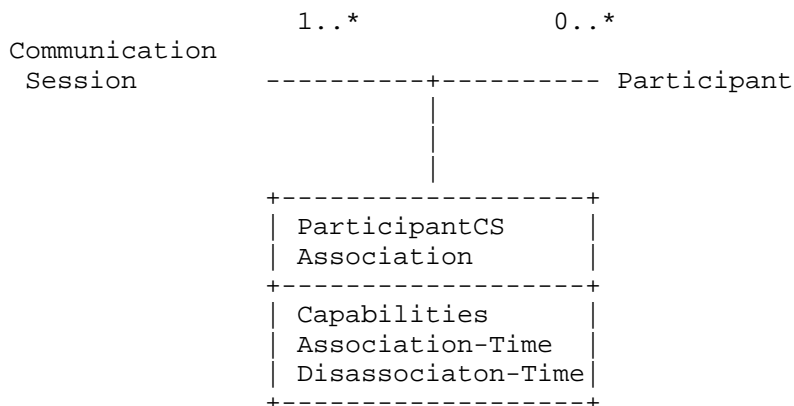 1..* 0..*
Communication
Session ----------+---------- Participant
|
|
|
+-------------------+
| ParticipantCS |
| Association |
+-------------------+
| Capabilities |
| Association-Time |
| Disassociaton-Time|
+-------------------+